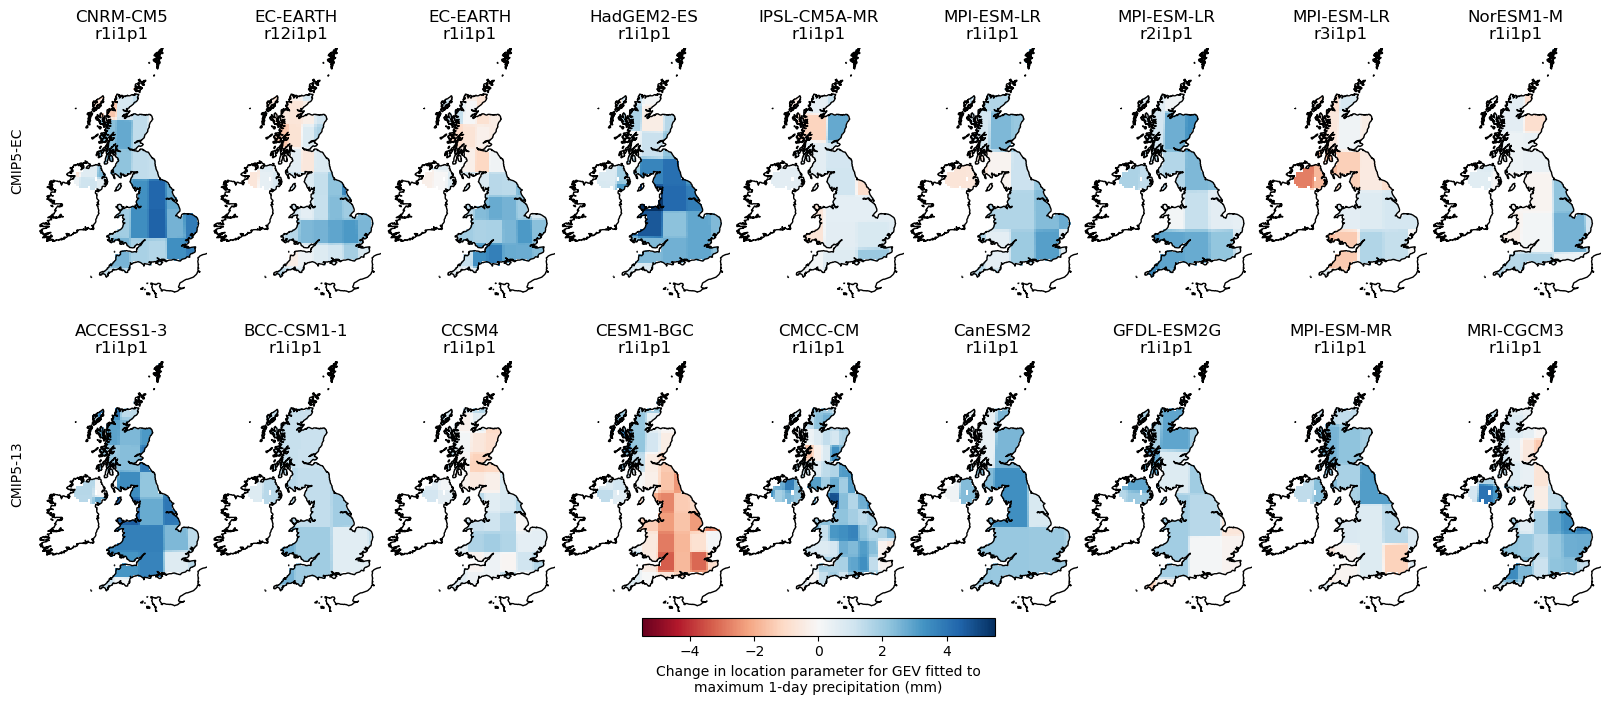 CNRM-CM5
r1i1p1
EC-EARTH
r12i1p1
EC-EARTH
r1i1p1
HadGEM2-ES
r1i1p1
IPSL-CM5A-MR
r1i1p1
MPI-ESM-LR
r1i1p1
MPI-ESM-LR
r2i1p1
MPI-ESM-LR
r3i1p1
NorESM1-M
r1i1p1
CMIP5-EC
ACCESS1-3
r1i1p1
BCC-CSM1-1
r1i1p1
CCSM4
r1i1p1
CESM1-BGC
r1i1p1
CMCC-CM
r1i1p1
CanESM2
r1i1p1
GFDL-ESM2G
r1i1p1
MPI-ESM-MR
r1i1p1
MRI-CGCM3
r1i1p1
CMIP5-13
−4 −2 0 2 4
Change in location parameter for GEV fitted to
maximum 1-day precipitation (mm)